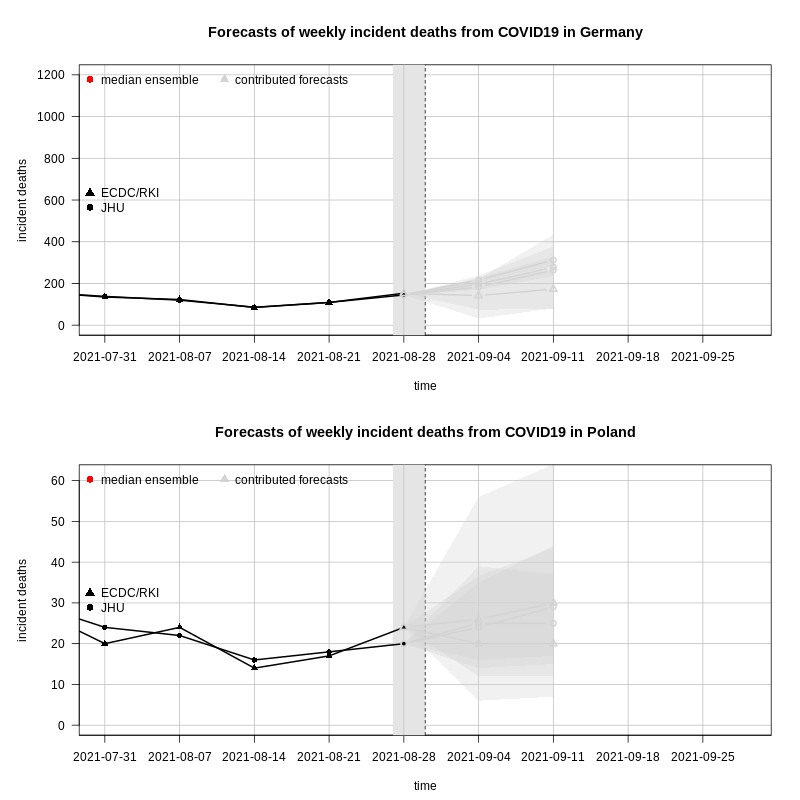 Forecasts of weekly incident deaths from COVID19 in Germany
1200
median ensemble
contributed forecasts
1000
800
ECDC/RKI
600
JHU
400
200
0
incident deaths
2021-07-31 2021-08-07 2021-08-14 2021-08-21 2021-08-28 2021-09-04 2021-09-11 2021-09-18 2021-09-25
time
Forecasts of weekly incident deaths from COVID19 in Poland
60
median ensemble
contributed forecasts
50
40
ECDC/RKI
30
JHU
20
10
0
incident deaths
2021-07-31 2021-08-07 2021-08-14 2021-08-21 2021-08-28 2021-09-04 2021-09-11 2021-09-18 2021-09-25
time